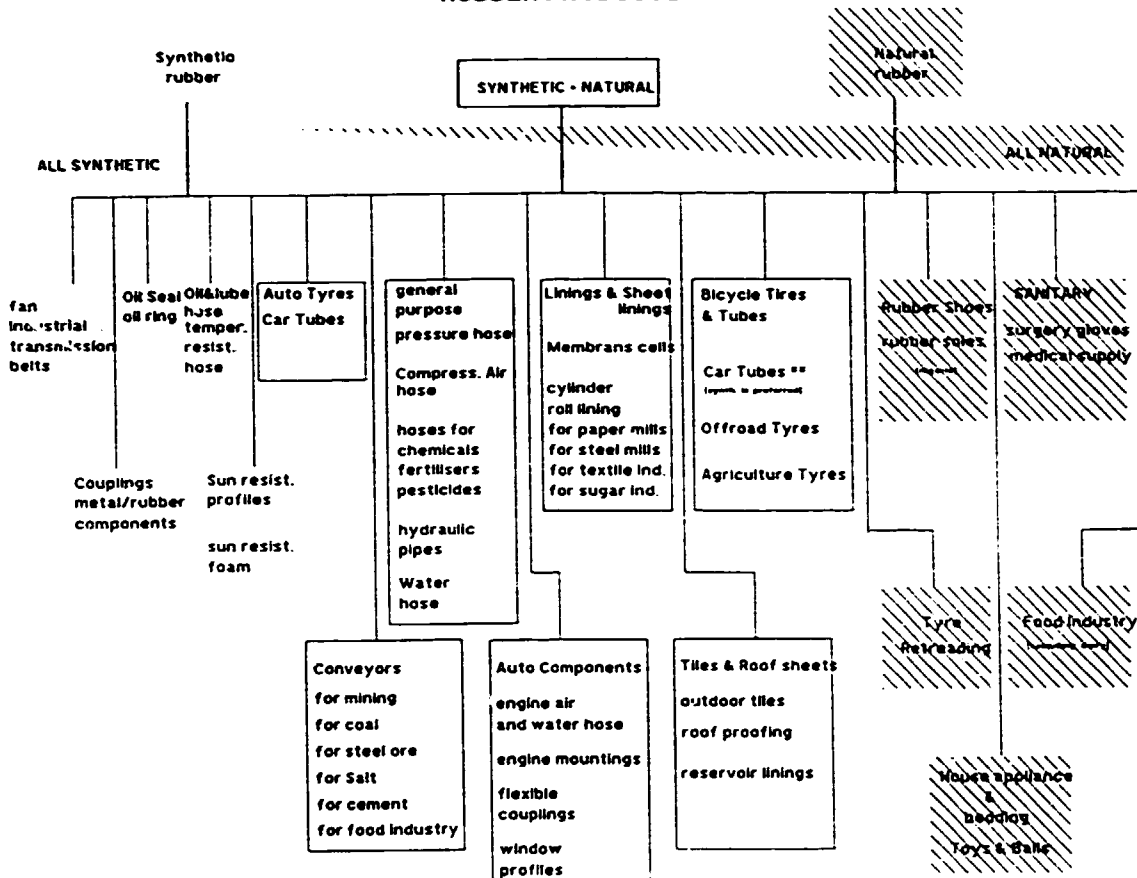 Synthetic
rubber
SYNTHETIC - NATURAL
Natural
rubber
ALL SYNTHETIC
ALL NATURAL
fan
transmission
belts
Oil Seal
oil ring
Oil&lube
hose
temper.
resist.
hose
Auto Tyres
Car Tubes
general
purpose
pressure hose
Compress. Air
hose
hoses for
chemicals
fertilisers
pesticides
hydraulic
pipes
Water
hose
Linings & Sheet
linings
Membrans cells
cylinder
roll lining
for paper mills
for steel mills
for textile ind.
for sugar ind.
Bicycle Tires
& Tubes
Car Tubes **
(synth. is preferred)
Offroad Tyres
Agriculture Tyres
Rubber Shoes
rubber soles
SANITARY
surgery gloves
medical supply
Couplings
metal/rubber
components
Sun resist.
profiles
sun resist.
foam
Tyre
Retreading
Food Industry
Conveyors
for mining
for coal
for steel ore
for Salt
for cement
for food industry
Auto Components
engine air
and water hose
engine mountings
flexible
couplings
window
profiles
Tiles & Roof sheets
outdoor tiles
roof proofing
reservoir linings
House appliance
&
bedding
Toys & Balls